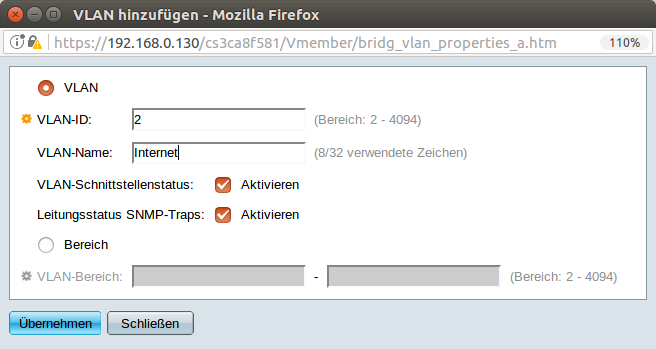 VLAN hinzufügen - Mozilla Firefox
https://192.168.0.130/cs3ca8f581/Vmember/bridg_vlan_properties_a.htm 110%
VLAN
VLAN-ID: 2 (Bereich: 2 - 4094)
VLAN-Name: Internet (8/32 verwendete Zeichen)
VLAN-Schnittstellenstatus: Aktivieren
Leitungsstatus SNMP-Traps: Aktivieren
Bereich
VLAN-Bereich: - (Bereich: 2 - 4094)
Übernehmen Schließen